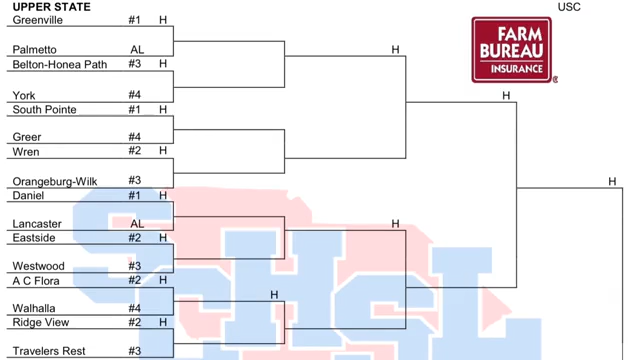 UPPER STATE USC
Greenville #1 H
Palmetto AL H
Belton-Honea Path #3 H
York #4 H
South Pointe #1 H
Greer #4
Wren #2 H
Orangeburg-Wilk #3 H
Daniel #1 H
Lancaster AL H
Eastside #2 H
Westwood #3
A C Flora #2 H
H
Walhalla #4
Ridge View #2 H
Travelers Rest #3
FARM
BUREAU
INSURANCE
SCHSL